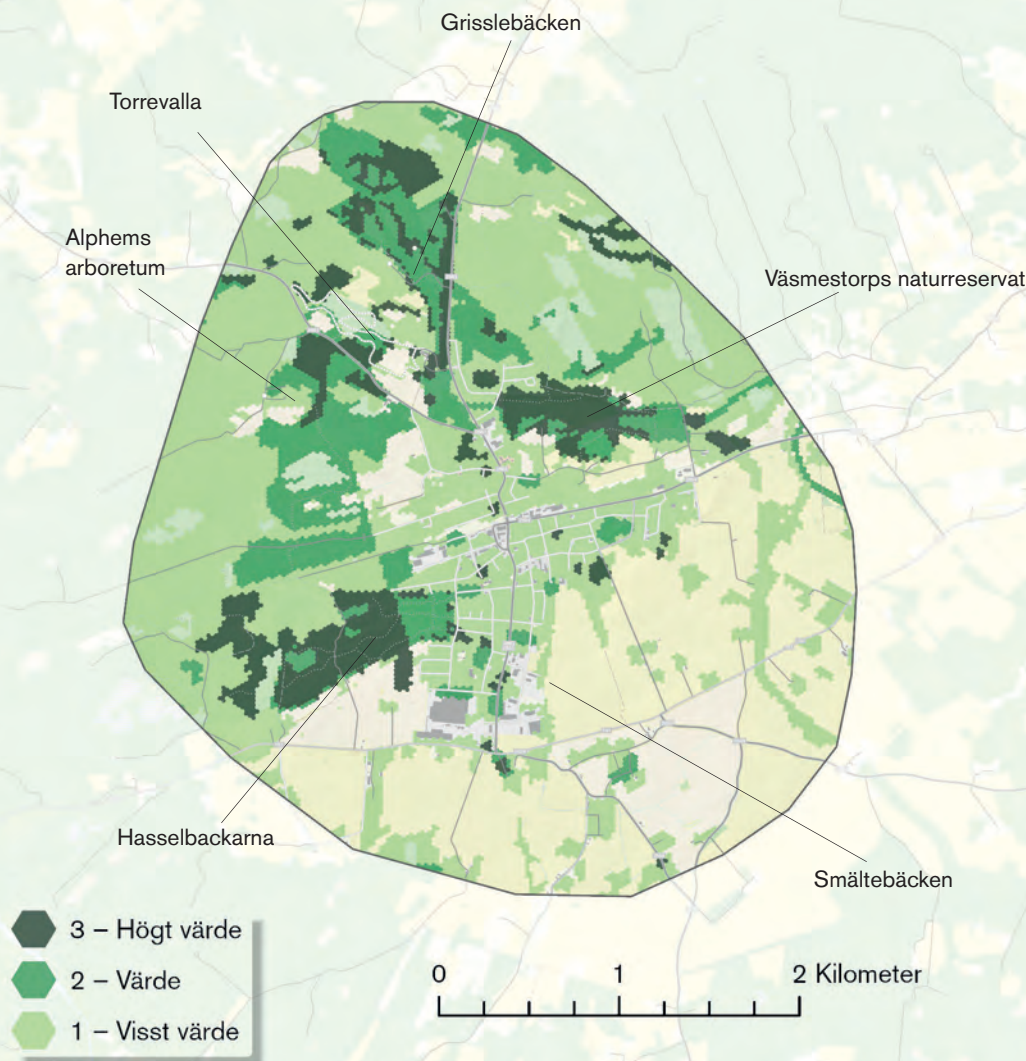 Grisslebäcken
Torrevalla
Alphems
arboretum
Väsmestorps naturreservat
Hasselbackarna
Smältebäcken
3 – Högt värde
2 – Värde
1 – Visst värde
0 1 2 Kilometer